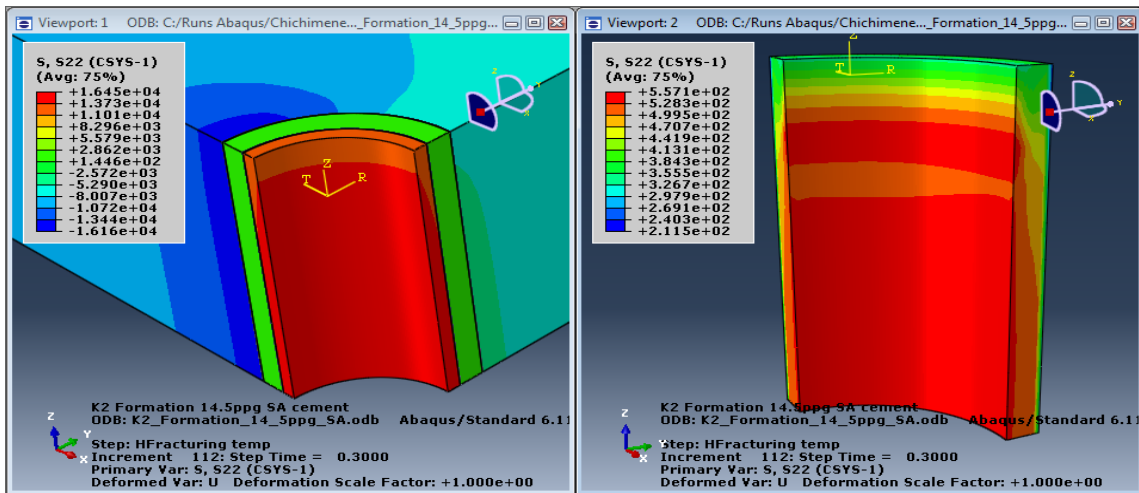 Viewport: 1 ODB: C:/Runs Abaqus/Chichimene..._Formation_14_5ppg...
S, S22 (CSYS-1)
(Avg: 75%)
+1.645e+04
+1.373e+04
+1.101e+04
+8.296e+03
+5.579e+03
+2.862e+03
+1.446e+02
-2.572e+03
-5.290e+03
-8.007e+03
-1.072e+04
-1.344e+04
-1.616e+04
Z
T R
Z
Y
X
K2 Formation 14.5ppg SA cement
ODB: K2_Formation_14_5ppg_SA.odb Abaqus/Standard 6.11
Step: HFracturing temp
Increment 112: Step Time = 0.3000
Primary Var: S, S22 (CSYS-1)
Deformed Var: U Deformation Scale Factor: +1.000e+00
Z
Y
X
Viewport: 2 ODB: C:/Runs Abaqus/Chichimene..._Formation_14_5ppg...
S, S22 (CSYS-1)
(Avg: 75%)
+5.571e+02
+5.283e+02
+4.995e+02
+4.707e+02
+4.419e+02
+4.131e+02
+3.843e+02
+3.555e+02
+3.267e+02
+2.979e+02
+2.691e+02
+2.403e+02
+2.115e+02
Z
T R
Z
Y
X
K2 Formation 14.5ppg SA cement
ODB: K2_Formation_14_5ppg_SA.odb Abaqus/Standard 6.11
Step: HFracturing temp
Increment 112: Step Time = 0.3000
Primary Var: S, S22 (CSYS-1)
Deformed Var: U Deformation Scale Factor: +1.000e+00
Z
Y
X